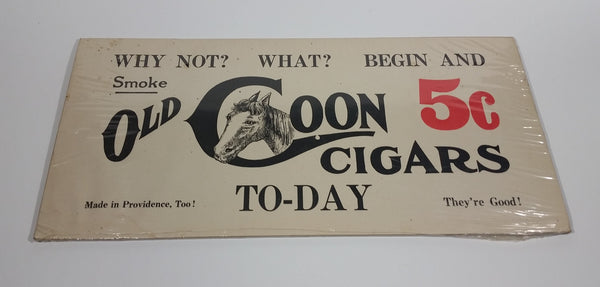 WHY NOT? WHAT? BEGIN AND
Smoke
OLD COON 5c
CIGARS
TO-DAY
Made in Providence, Too! They're Good!